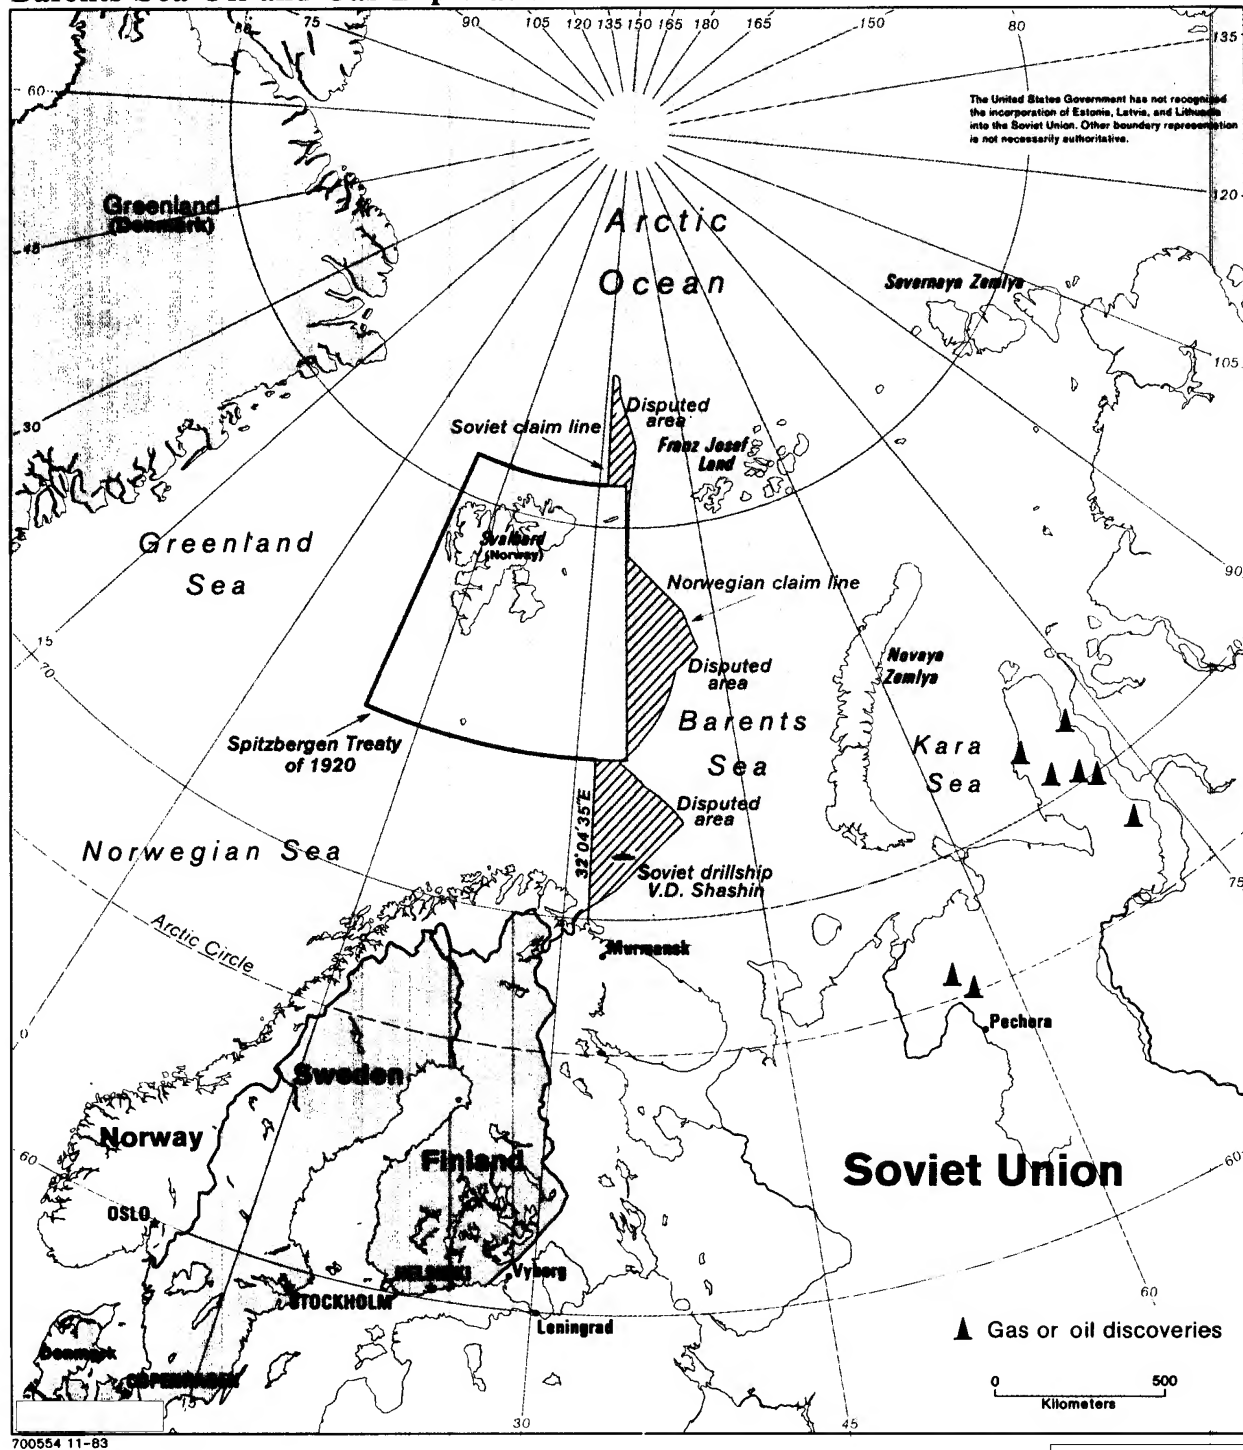 90
105
120
135
150
165
180
165
150
80
135
75
80
60
The United States Government has not recognized
the incorporation of Estonia, Latvia, and Lithuania
into the Soviet Union. Other boundary representation
is not necessarily authoritative.
120
Greenland
(Denmark)
45
Arctic
Ocean
Severnaya Zemlya
105
30
Disputed
area
Soviet claim line
Franz Josef
Land
Greenland
Sea
Svalbard
(Norway)
Norwegian claim line
90
15
70
Novaya
Zemlya
70
Disputed
area
Barents
Sea
Kara
Sea
Spitzbergen Treaty
of 1920
32°04'35"E
Disputed
area
Norwegian Sea
Soviet drillship
V.D. Shashin
75
Arctic Circle
Murmansk
0
Pechora
Sweden
Norway
Finland
Soviet Union
60
60
OSLO
HELSINKI
Vyborg
STOCKHOLM
Leningrad
60
Gas or oil discoveries
Denmark
COPENHAGEN
0
500
Kilometers
15
30
45
700554 11-83